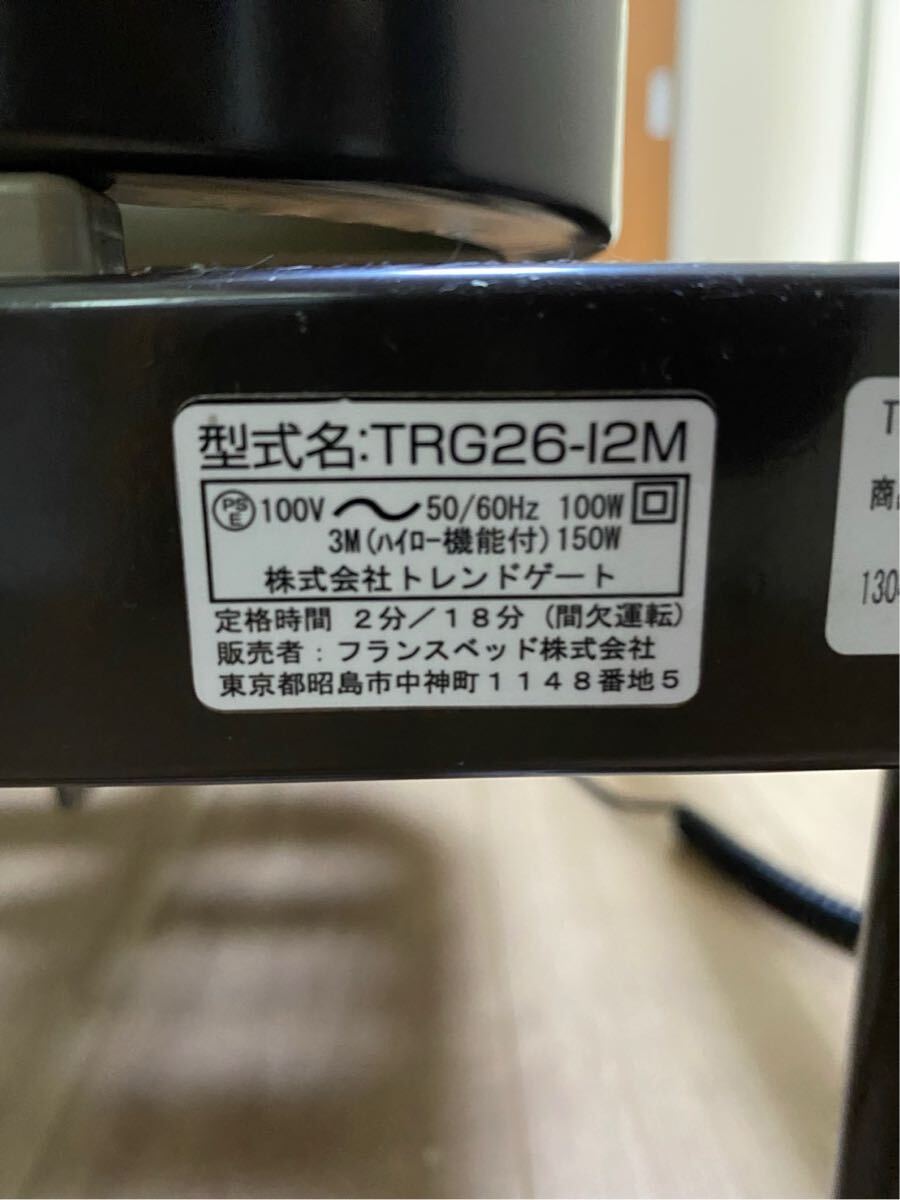 型式名:TRG26-I2M
PSE 100V 〜 50/60Hz 100W
3M(ハイロー機能付)150W
株式会社トレンドゲート
定格時間 2分/18分 (間欠運転)
販売者:フランスベッド株式会社
東京都昭島市中神町1148番地5
T
商
130